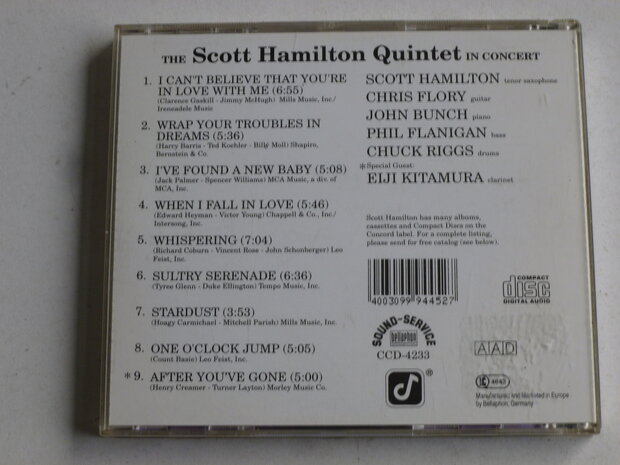 THE Scott Hamilton Quintet IN CONCERT
1. I CAN'T BELIEVE THAT YOU'RE
IN LOVE WITH ME (6:55)
(Clarence Gaskill - Jimmy McHugh) Mills Music, Inc/
Ireneadele Music
2. WRAP YOUR TROUBLES IN
DREAMS (5:36)
(Harry Barris - Ted Koehler - Billy Moll) Shapiro,
Bernstein & Co.
3. I'VE FOUND A NEW BABY (5:08)
(Jack Palmer - Spencer Williams) MCA Music, a div. of
MCA, Inc.
4. WHEN I FALL IN LOVE (5:46)
(Edward Heyman - Victor Young) Chappell & Co., Inc./
Intersong, Inc.
5. WHISPERING (7:04)
(Richard Coburn - Vincent Rose - John Schonberger) Leo
Feist, Inc.
6. SULTRY SERENADE (6:36)
(Tyree Glenn - Duke Ellington) Tempo Music, Inc.
7. STARDUST (3:53)
(Hoagy Carmichael - Mitchell Parish) Mills Music, Inc.
8. ONE O'CLOCK JUMP (5:05)
(Count Basie) Leo Feist, Inc.
*9. AFTER YOU'VE GONE (5:00)
(Henry Creamer - Turner Layton) Morley Music Co.
SCOTT HAMILTON tenor saxophone
CHRIS FLORY guitar
JOHN BUNCH piano
PHIL FLANIGAN bass
CHUCK RIGGS drums
*Special Guest:
EIJI KITAMURA clarinet
Scott Hamilton has many albums,
cassettes and Compact Discs on the
Concord label. For a complete listing,
please send for free catalog (see below).
4003099 944527
COMPACT
disc
DIGITAL AUDIO
SOUND-SERVICE
bellaphon
CCD-4233
AAD
®
LC 4643
Manufactured and Marketed in Europe
by Bellaphon, Germany